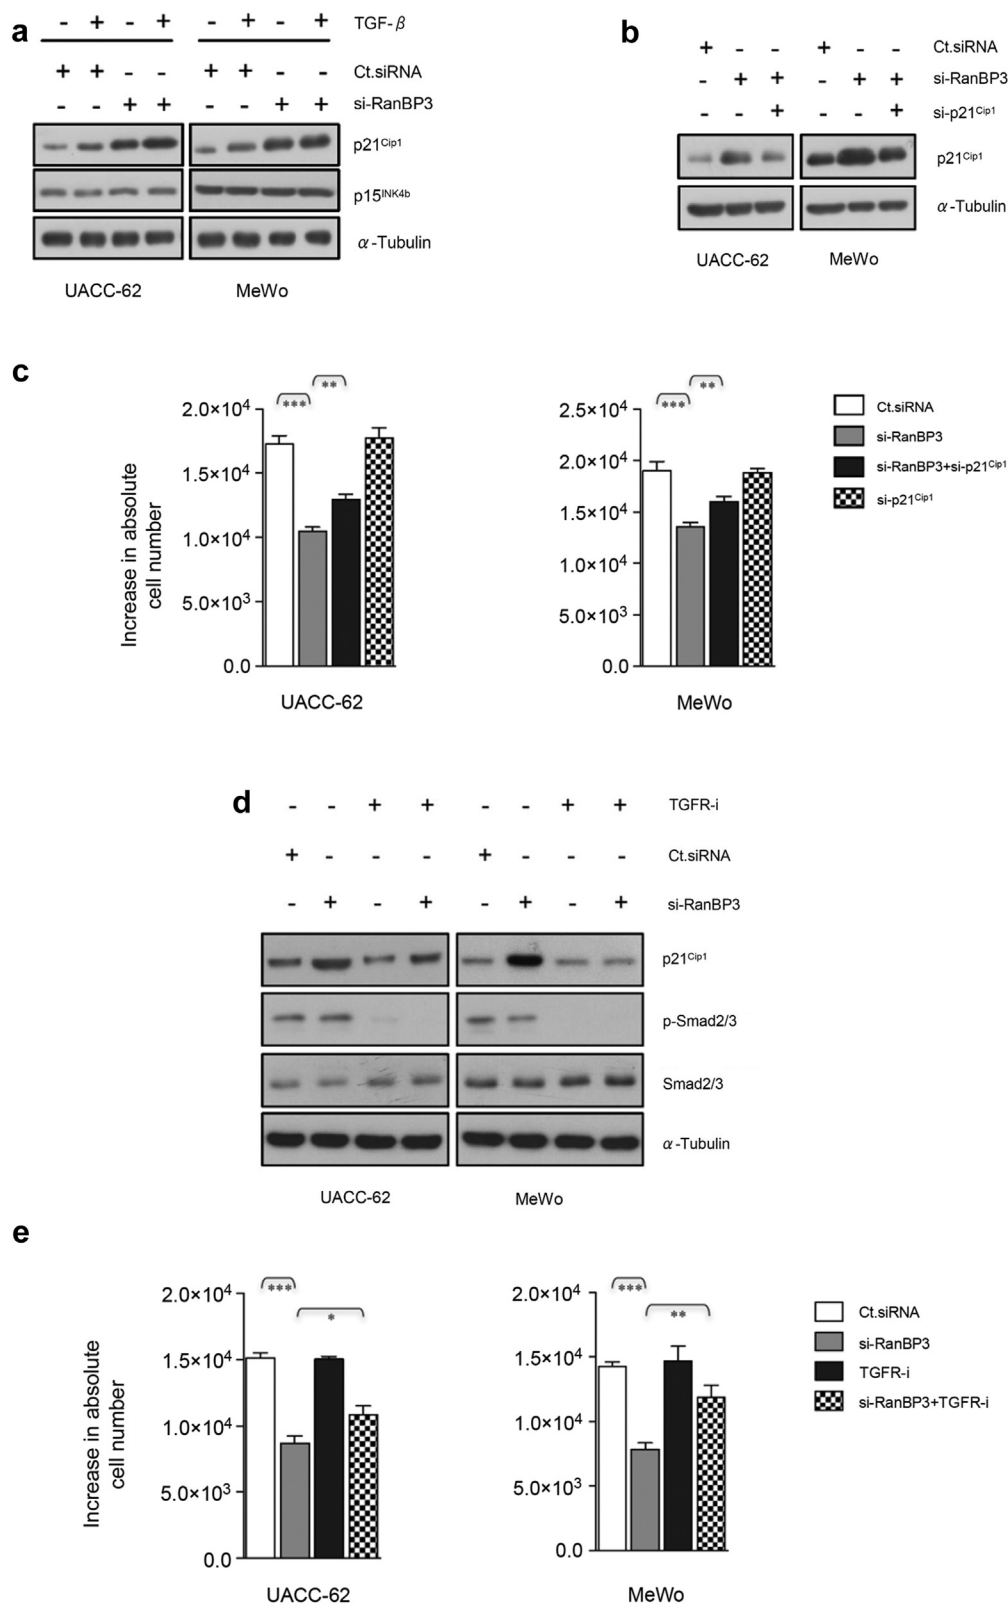 a
- + - + - + - + TGF-β
+ + - - + + - - Ct.siRNA
- - + + - - + + si-RanBP3
p21Cip1
p15INK4b
α-Tubulin
UACC-62 MeWo
b
+ - - + - - Ct.siRNA
- + + - + + si-RanBP3
- - + - - + si-p21Cip1
p21Cip1
α-Tubulin
UACC-62 MeWo
c
Increase in absolute
cell number
*** **
2.0×10⁴
1.5×10⁴
1.0×10⁴
5.0×10³
0.0
UACC-62
*** **
2.5×10⁴
2.0×10⁴
1.5×10⁴
1.0×10⁴
5.0×10³
0.0
MeWo
Ct.siRNA
si-RanBP3
si-RanBP3+si-p21Cip1
si-p21Cip1
d
- - + + - - + + TGFR-i
+ - - - + - - - Ct.siRNA
- + - + - + - + si-RanBP3
p21Cip1
p-Smad2/3
Smad2/3
α-Tubulin
UACC-62 MeWo
e
Increase in absolute
cell number
*** *
2.0×10⁴
1.5×10⁴
1.0×10⁴
5.0×10³
0.0
UACC-62
*** **
2.0×10⁴
1.5×10⁴
1.0×10⁴
5.0×10³
0.0
MeWo
Ct.siRNA
si-RanBP3
TGFR-i
si-RanBP3+TGFR-i